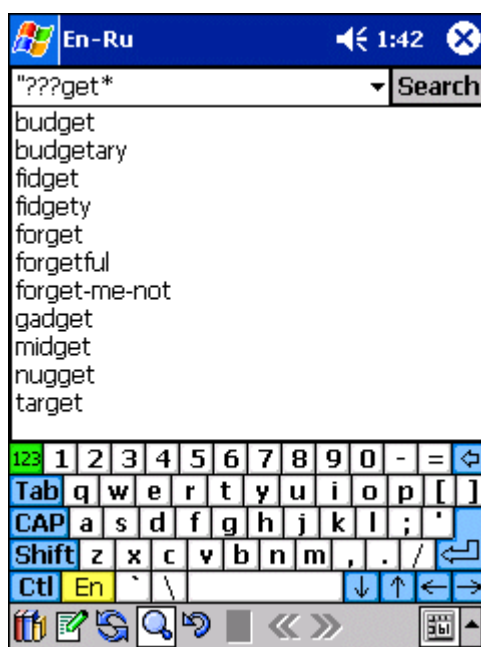 En-Ru 1:42
"???get* Search
budget
budgetary
fidget
fidgety
forget
forgetful
forget-me-not
gadget
midget
nugget
target
123 1 2 3 4 5 6 7 8 9 0 - =
Tab q w e r t y u i o p [ ]
CAP a s d f g h j k l ; '
Shift z x c v b n m , . /
Ctl En ` \